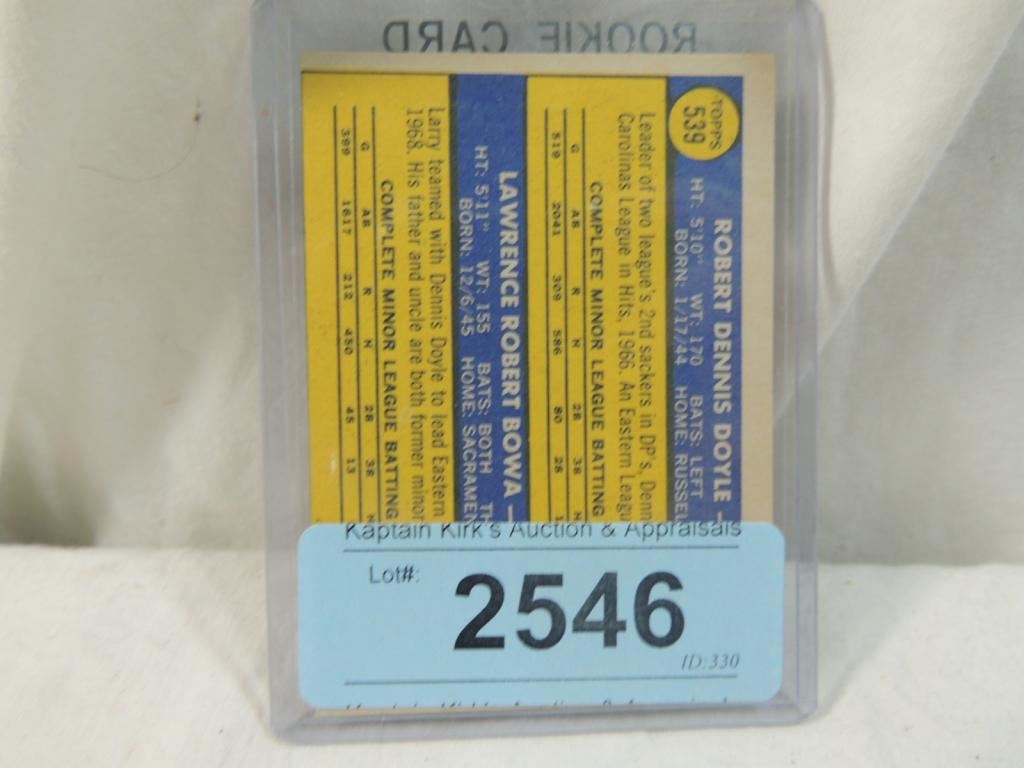 ROOKIE CARD
TOPPS
539
ROBERT DENNIS DOYLE —
HT: 5'10" WT: 170 BATS: LEFT
BORN: 1/17/44 HOME: RUSSEL
Leader of two league's 2nd sackers in DP's, Denn
Carolinas League in Hits, 1966. An Eastern Leagu
COMPLETE MINOR LEAGUE BATTING
G AB R H 2B 3B H
519 2041 309 586 80 28 1
LAWRENCE ROBERT BOWA —
HT: 5'11" WT: 155 BATS: BOTH TH
BORN: 12/6/45 HOME: SACRAMEN
Larry teamed with Dennis Doyle to lead Eastern
1968. His father and uncle are both former minor
COMPLETE MINOR LEAGUE BATTING
G AB R H 2B 3B H
399 1617 212 450 45 13
Kaptain Kirk's Auction & Appraisals
Lot#:
2546
ID:330